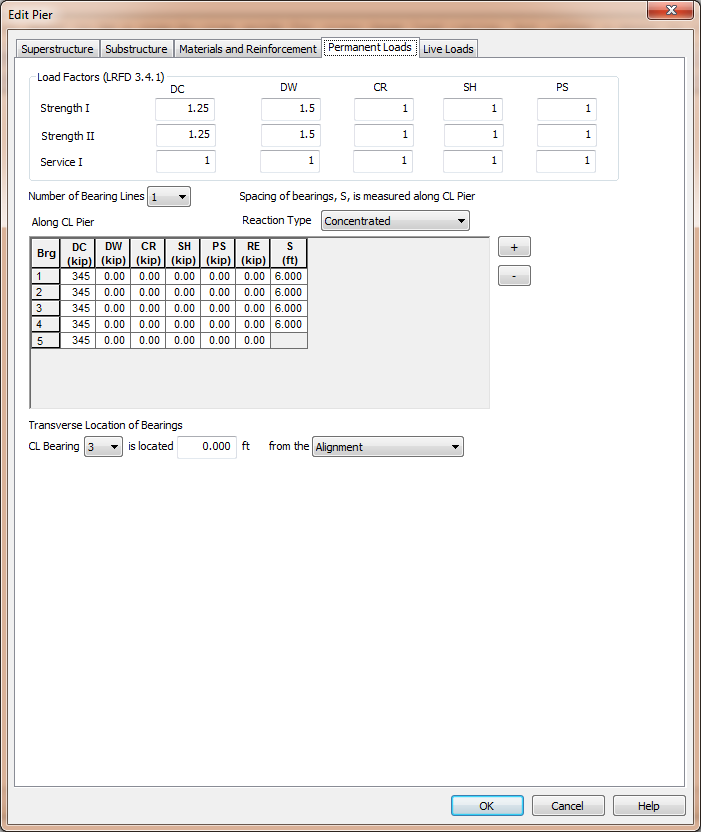 Edit Pier
Superstructure Substructure Materials and Reinforcement Permanent Loads Live Loads
Load Factors (LRFD 3.4.1)
DC DW CR SH PS
Strength I 1.25 1.5 1 1 1
Strength II 1.25 1.5 1 1 1
Service I 1 1 1 1 1
Number of Bearing Lines 1 Spacing of bearings, S, is measured along CL Pier
Along CL Pier Reaction Type Concentrated
Brg DC (kip) DW (kip) CR (kip) SH (kip) PS (kip) RE (kip) S (ft) +
1 345 0.00 0.00 0.00 0.00 0.00 6.000 -
2 345 0.00 0.00 0.00 0.00 0.00 6.000
3 345 0.00 0.00 0.00 0.00 0.00 6.000
4 345 0.00 0.00 0.00 0.00 0.00 6.000
5 345 0.00 0.00 0.00 0.00 0.00
Transverse Location of Bearings
CL Bearing 3 is located 0.000 ft from the Alignment
OK Cancel Help